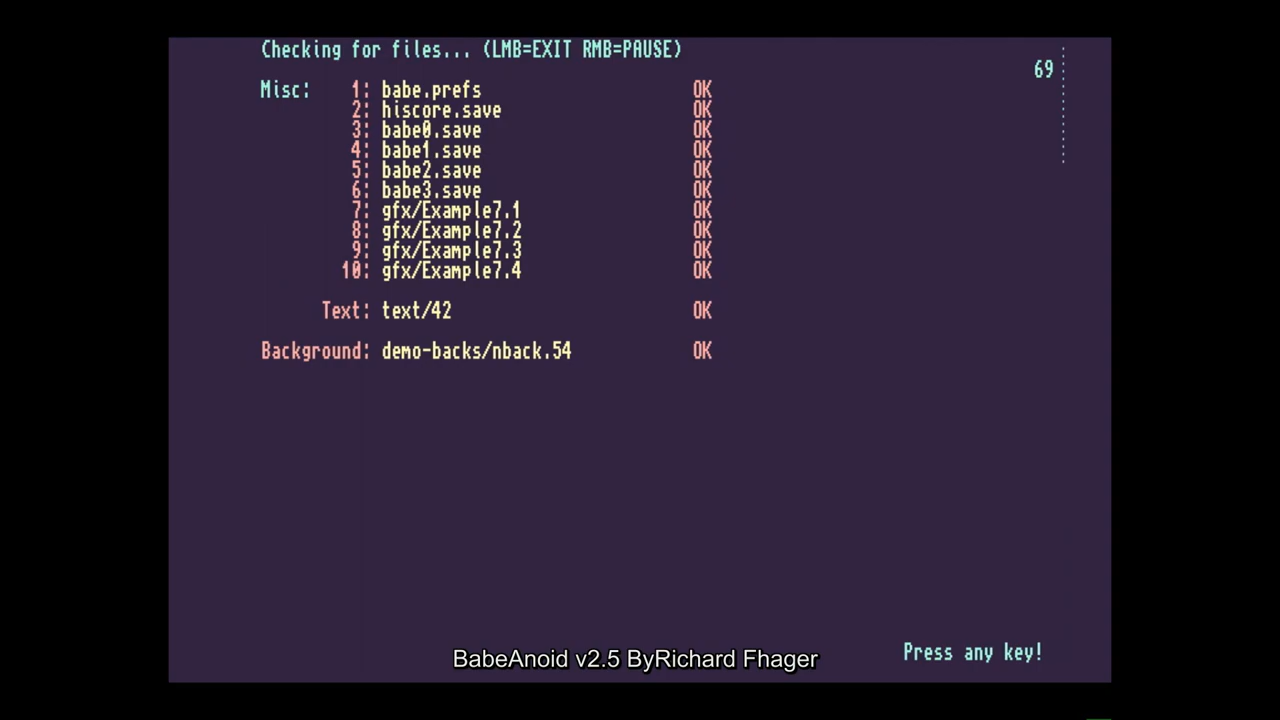 Checking for files... (LMB=EXIT RMB=PAUSE)
69
Misc: 1: babe.prefs OK
2: hiscore.save OK
3: babe0.save OK
4: babe1.save OK
5: babe2.save OK
6: babe3.save OK
7: gfx/Example7.1 OK
8: gfx/Example7.2 OK
9: gfx/Example7.3 OK
10: gfx/Example7.4 OK
Text: text/42 OK
Background: demo-backs/nback.54 OK
Press any key!
BabeAnoid v2.5 ByRichard Fhager